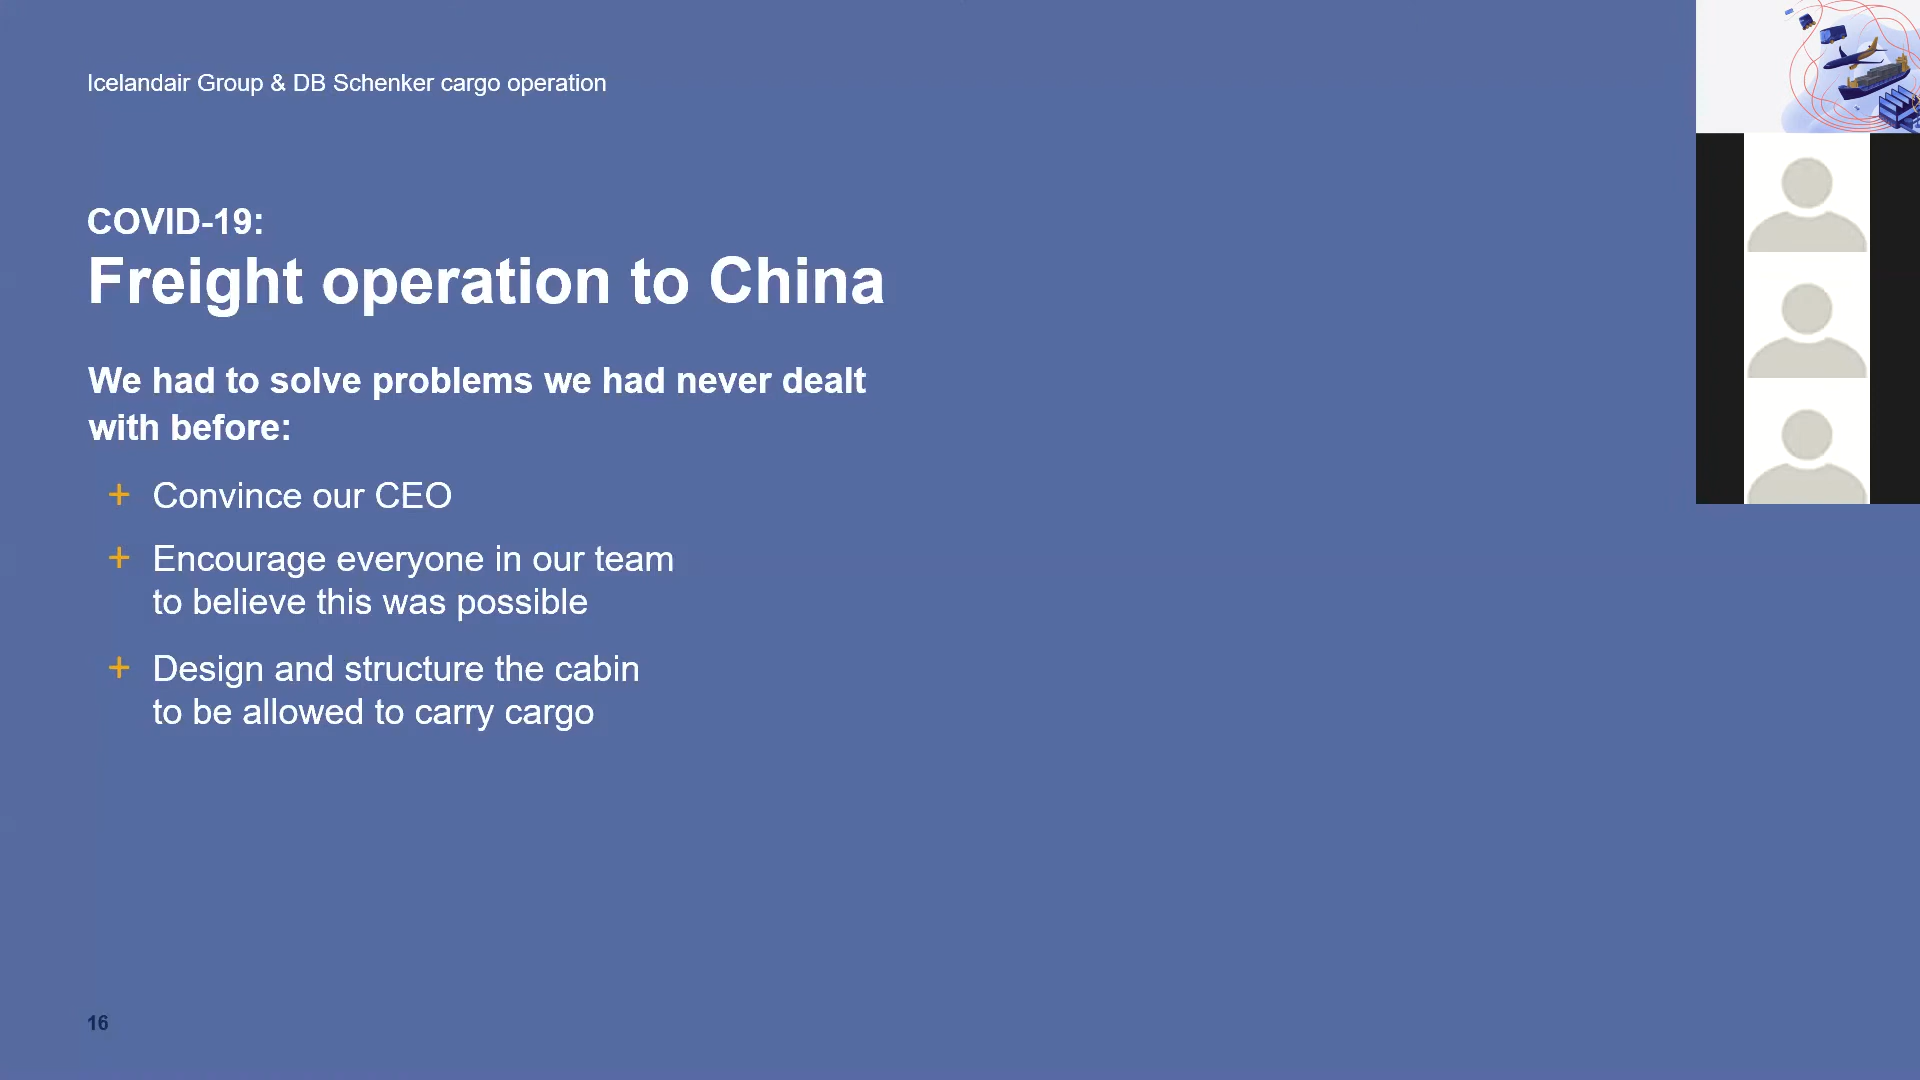 Icelandair Group & DB Schenker cargo operation
COVID-19:
Freight operation to China
We had to solve problems we had never dealt
with before:
+ Convince our CEO
+ Encourage everyone in our team
to believe this was possible
+ Design and structure the cabin
to be allowed to carry cargo
16